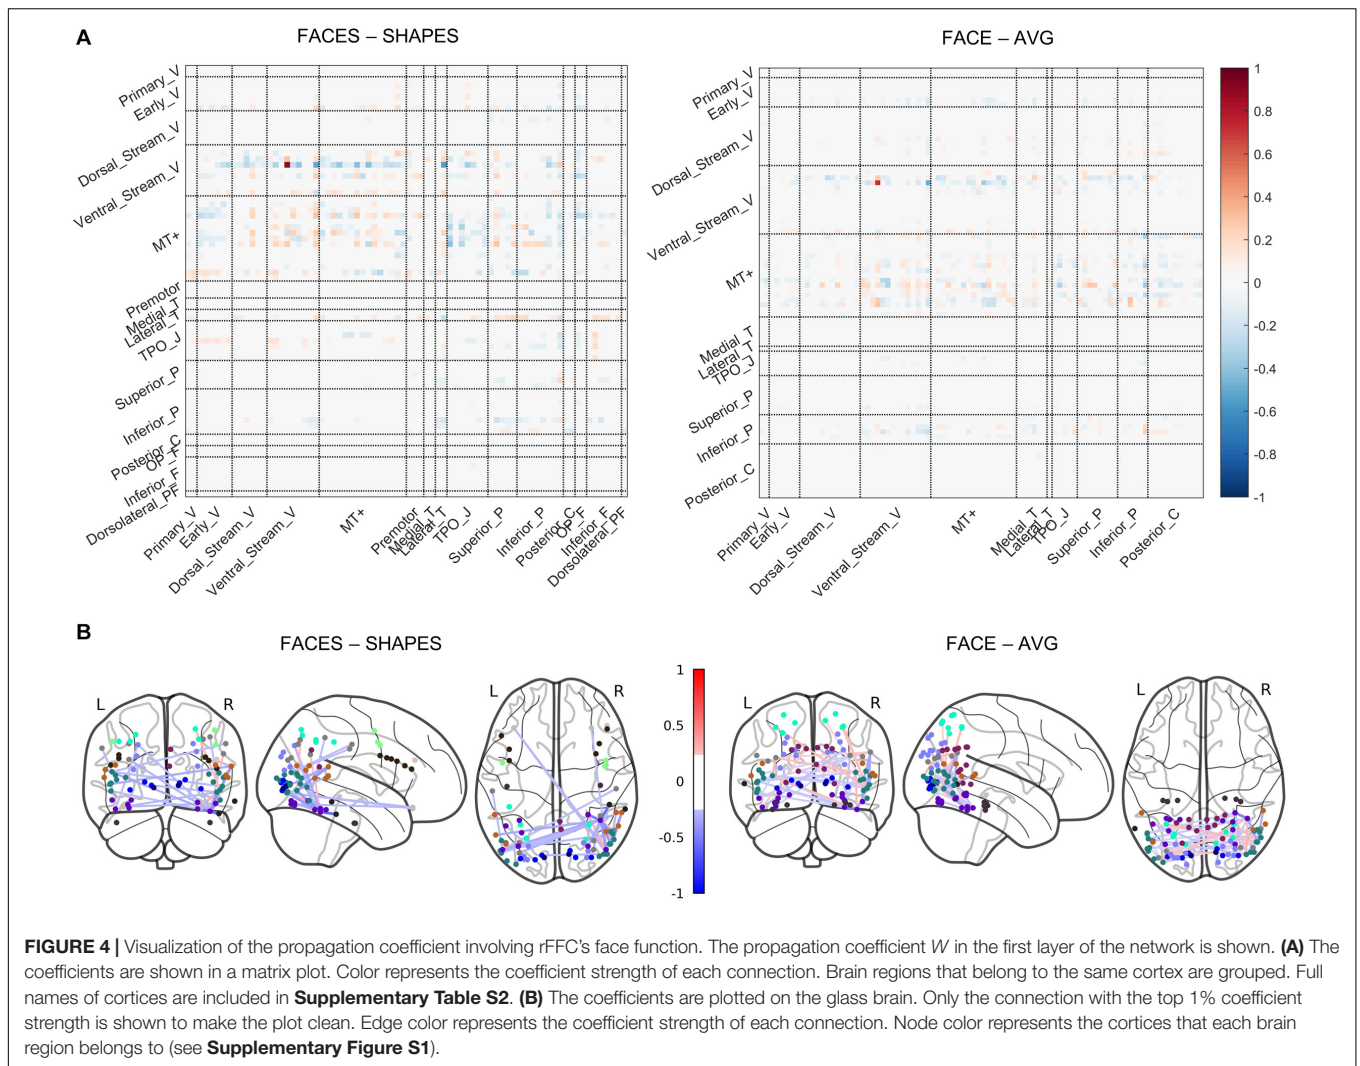 A
FACES – SHAPES
FACE – AVG
Primary_V
Early_V
Dorsal_Stream_V
Ventral_Stream_V
MT+
Premotor
Medial_T
Lateral_T
TPO_J
Superior_P
Inferior_P
Posterior_C
OP_F
Inferior_F
Dorsolateral_PF
Primary_V
Early_V
Dorsal_Stream_V
Ventral_Stream_V
MT+
Premotor
Medial_T
Lateral_T
TPO_J
Superior_P
Inferior_P
Posterior_C
OP_F
Inferior_F
Dorsolateral_PF
Primary_V
Early_V
Dorsal_Stream_V
Ventral_Stream_V
MT+
Medial_T
Lateral_T
TPO_J
Superior_P
Inferior_P
Posterior_C
Primary_V
Early_V
Dorsal_Stream_V
Ventral_Stream_V
MT+
Medial_T
Lateral_T
TPO_J
Superior_P
Inferior_P
Posterior_C
1
0.8
0.6
0.4
0.2
0
-0.2
-0.4
-0.6
-0.8
-1
B
FACES – SHAPES
FACE – AVG
L R
L R
1
0.5
0
-0.5
-1
L R
L R
FIGURE 4 | Visualization of the propagation coefficient involving rFFC's face function. The propagation coefficient W in the first layer of the network is shown. (A) The
coefficients are shown in a matrix plot. Color represents the coefficient strength of each connection. Brain regions that belong to the same cortex are grouped. Full
names of cortices are included in Supplementary Table S2. (B) The coefficients are plotted on the glass brain. Only the connection with the top 1% coefficient
strength is shown to make the plot clean. Edge color represents the coefficient strength of each connection. Node color represents the cortices that each brain
region belongs to (see Supplementary Figure S1).